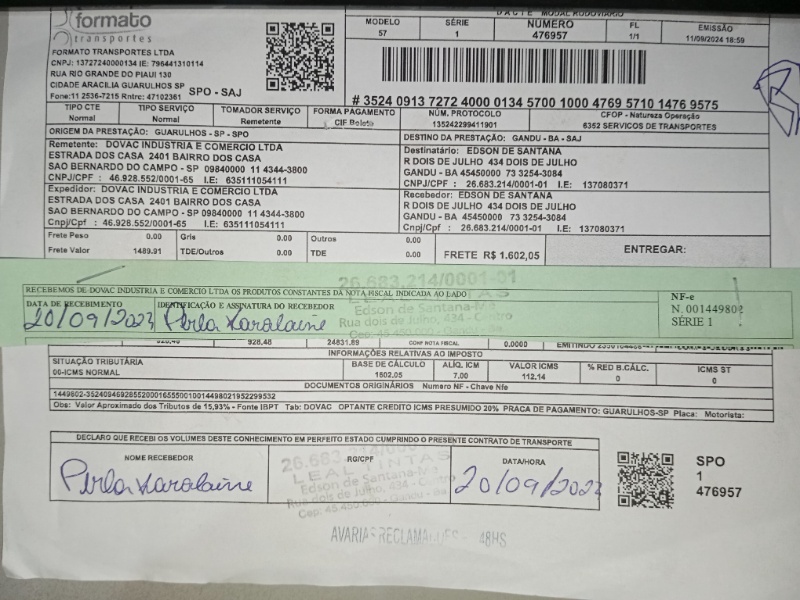 formato
transportes
FORMATO TRANSPORTES LTDA
CNPJ: 13727240000134 IE: 796441310114
RUA RIO GRANDE DO PIAUI 130
CIDADE ARACILIA GUARULHOS SP
Fone:11 2536-7215 Rntrc: 47102361
SPO - SAJ
DACTE MODAL RODOVIÁRIO
MODELO SÉRIE NÚMERO FL EMISSÃO
57 1 476957 1/1 11/09/2024 18:59
# 3524 0913 7272 4000 0134 5700 1000 4769 5710 1476 9575
TIPO CTE TIPO SERVIÇO TOMADOR SERVIÇO FORMA PAGAMENTO NÚM. PROTOCOLO CFOP - Natureza Operação
Normal Normal Remetente CIF Boleto 135242299411901 6352 SERVICOS DE TRANSPORTES
ORIGEM DA PRESTAÇÃO: GUARULHOS - SP - SPO
DESTINO DA PRESTAÇÃO: GANDU - BA - SAJ
Remetente: DOVAC INDUSTRIA E COMERCIO LTDA
ESTRADA DOS CASA 2401 BAIRRO DOS CASA
SAO BERNARDO DO CAMPO - SP 09840000 11 4344-3800
CNPJ/CPF : 46.928.552/0001-65 I.E: 635111054111
Destinatário: EDSON DE SANTANA
R DOIS DE JULHO 434 DOIS DE JULHO
GANDU - BA 45450000 73 3254-3084
CNPJ/CPF : 26.683.214/0001-01 I.E: 137080371
Expedidor: DOVAC INDUSTRIA E COMERCIO LTDA
ESTRADA DOS CASA 2401 BAIRRO DOS CASA
SAO BERNARDO DO CAMPO - SP 09840000 11 4344-3800
Cnpj/Cpf : 46.928.552/0001-65 I.E: 635111054111
Recebedor: EDSON DE SANTANA
R DOIS DE JULHO 434 DOIS DE JULHO
GANDU - BA 45450000 73 3254-3084
Cnpj/Cpf : 26.683.214/0001-01 I.E: 137080371
Frete Peso 0.00 Gris 0.00 Outros 0.00
Frete Valor 1489.91 TDE/Outros 0.00 TDE 0.00
FRETE R$ 1.602,05
ENTREGAR:
26.683.214/0001-01
RECEBEMOS DE DOVAC INDUSTRIA E COMERCIO LTDA OS PRODUTOS CONSTANTES DA NOTA FISCAL INDICADA AO LADO
DATA DE RECEBIMENTO IDENTIFICAÇÃO E ASSINATURA DO RECEBEDOR
20/09/2023 Perla Karolaine
Edson de Santana-
Rua dois de Julho, 434 - Centro
NF-e
N. 001449802
SÉRIE 1
928,48 24831.69 COMP NOTA FISCAL 0.0000
INFORMAÇÕES RELATIVAS AO IMPOSTO
SITUAÇÃO TRIBUTÁRIA BASE DE CÁLCULO ALÍQ. ICM VALOR ICMS % RED B.CÁLC. ICMS ST
00-ICMS NORMAL 1602.05 7.00 112.14 0 0
DOCUMENTOS ORIGINÁRIOS Numero NF - Chave Nfe
1449802-35240946928552000165550010014498021952299532
Obs: Valor Aproximado dos Tributos de 15,93% - Fonte IBPT Tab: DOVAC OPTANTE CREDITO ICMS PRESUMIDO 20% PRACA DE PAGAMENTO: GUARULHOS-SP Placa: Motorista:
DECLARO QUE RECEBI OS VOLUMES DESTE CONHECIMENTO EM PERFEITO ESTADO CUMPRINDO O PRESENTE CONTRATO DE TRANSPORTE
NOME RECEBEDOR RG/CPF DATA/HORA
Perla Karolaine 20/09/2023
26.683.214/0001
LEAL TINTAS
Edson de Santana-
Rua dois de Julho, 434 - Centro
Cep: 45.450.000 - Gandu - Ba
SPO
1
476957
AVARIAS RECLAMAÇÕES - 48HS